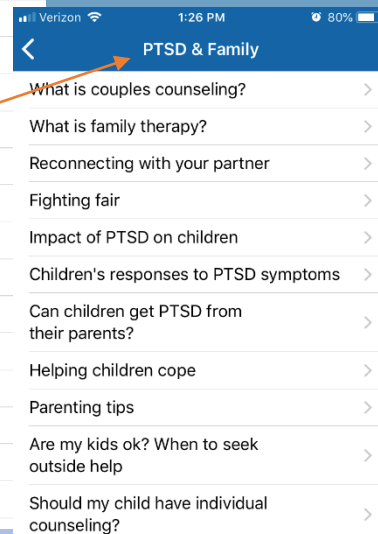 Verizon 1:26 PM 80%
PTSD & Family
What is couples counseling?
What is family therapy?
Reconnecting with your partner
Fighting fair
Impact of PTSD on children
Children's responses to PTSD symptoms
Can children get PTSD from
their parents?
Helping children cope
Parenting tips
Are my kids ok? When to seek
outside help
Should my child have individual
counseling?